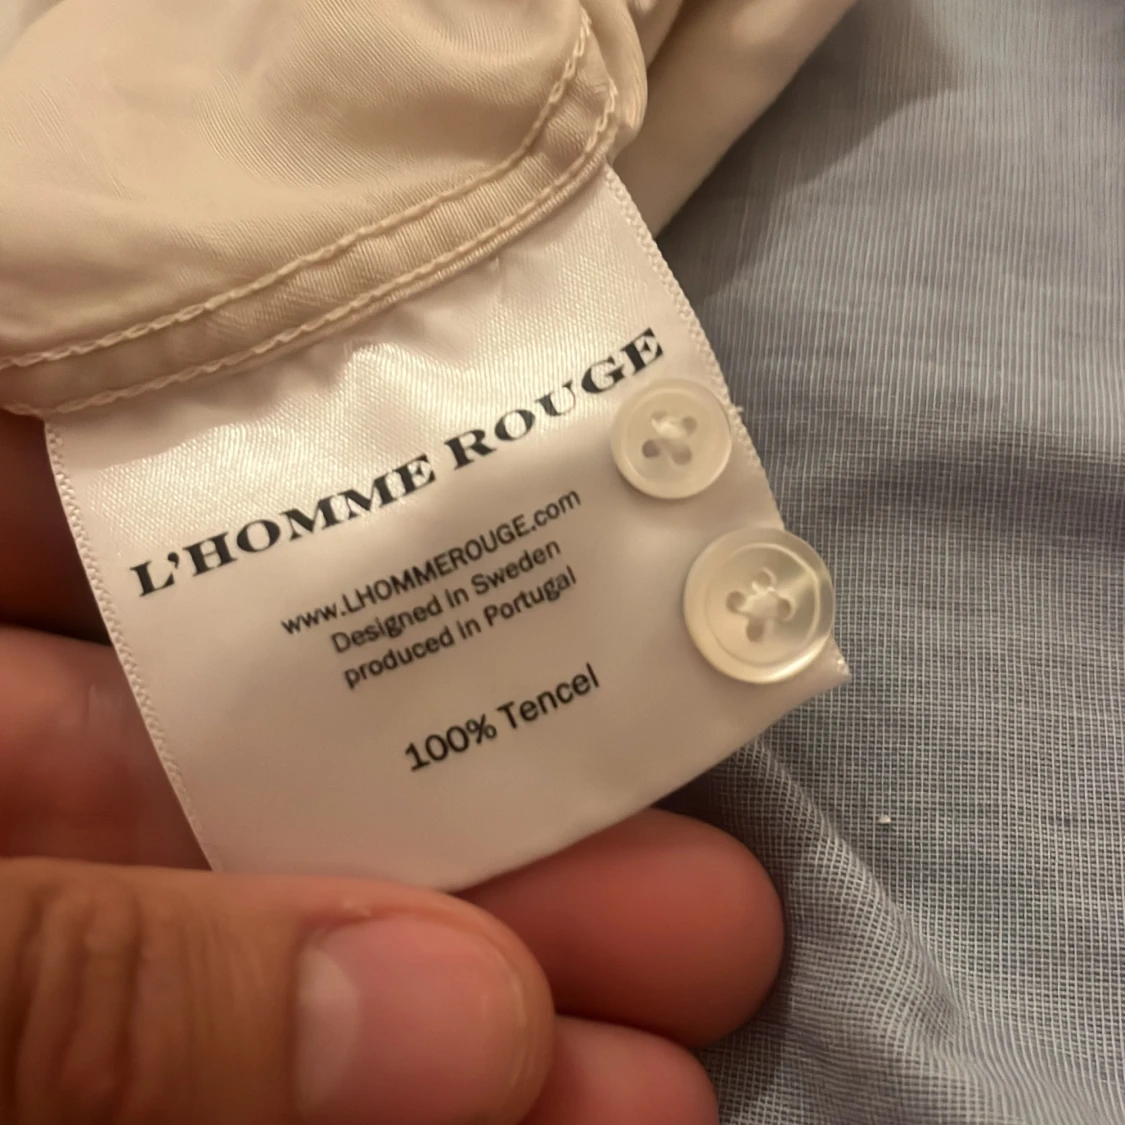 L'HOMME ROUGE
www.LHOMMEROUGE.com
Designed in Sweden
produced in Portugal
100% Tencel